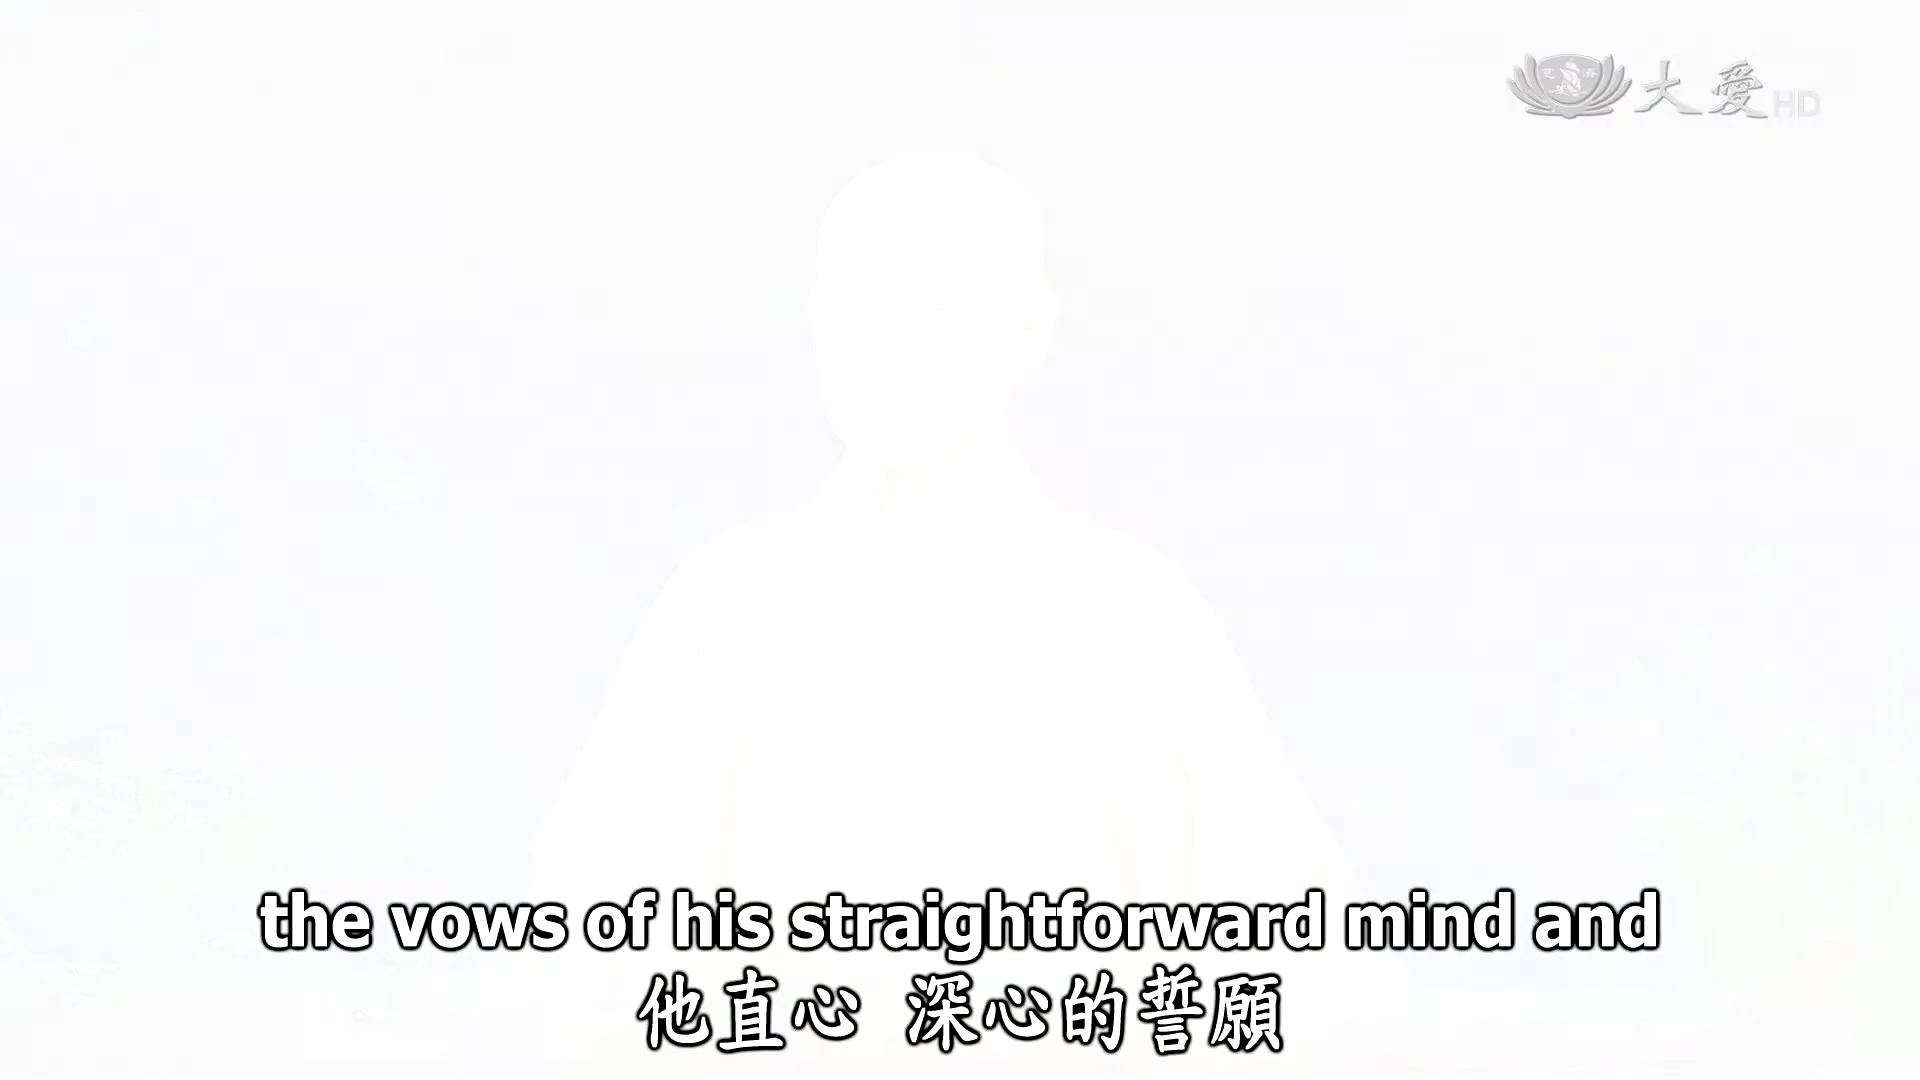 大愛HD
the vows of his straightforward mind and
他直心 深心的誓願